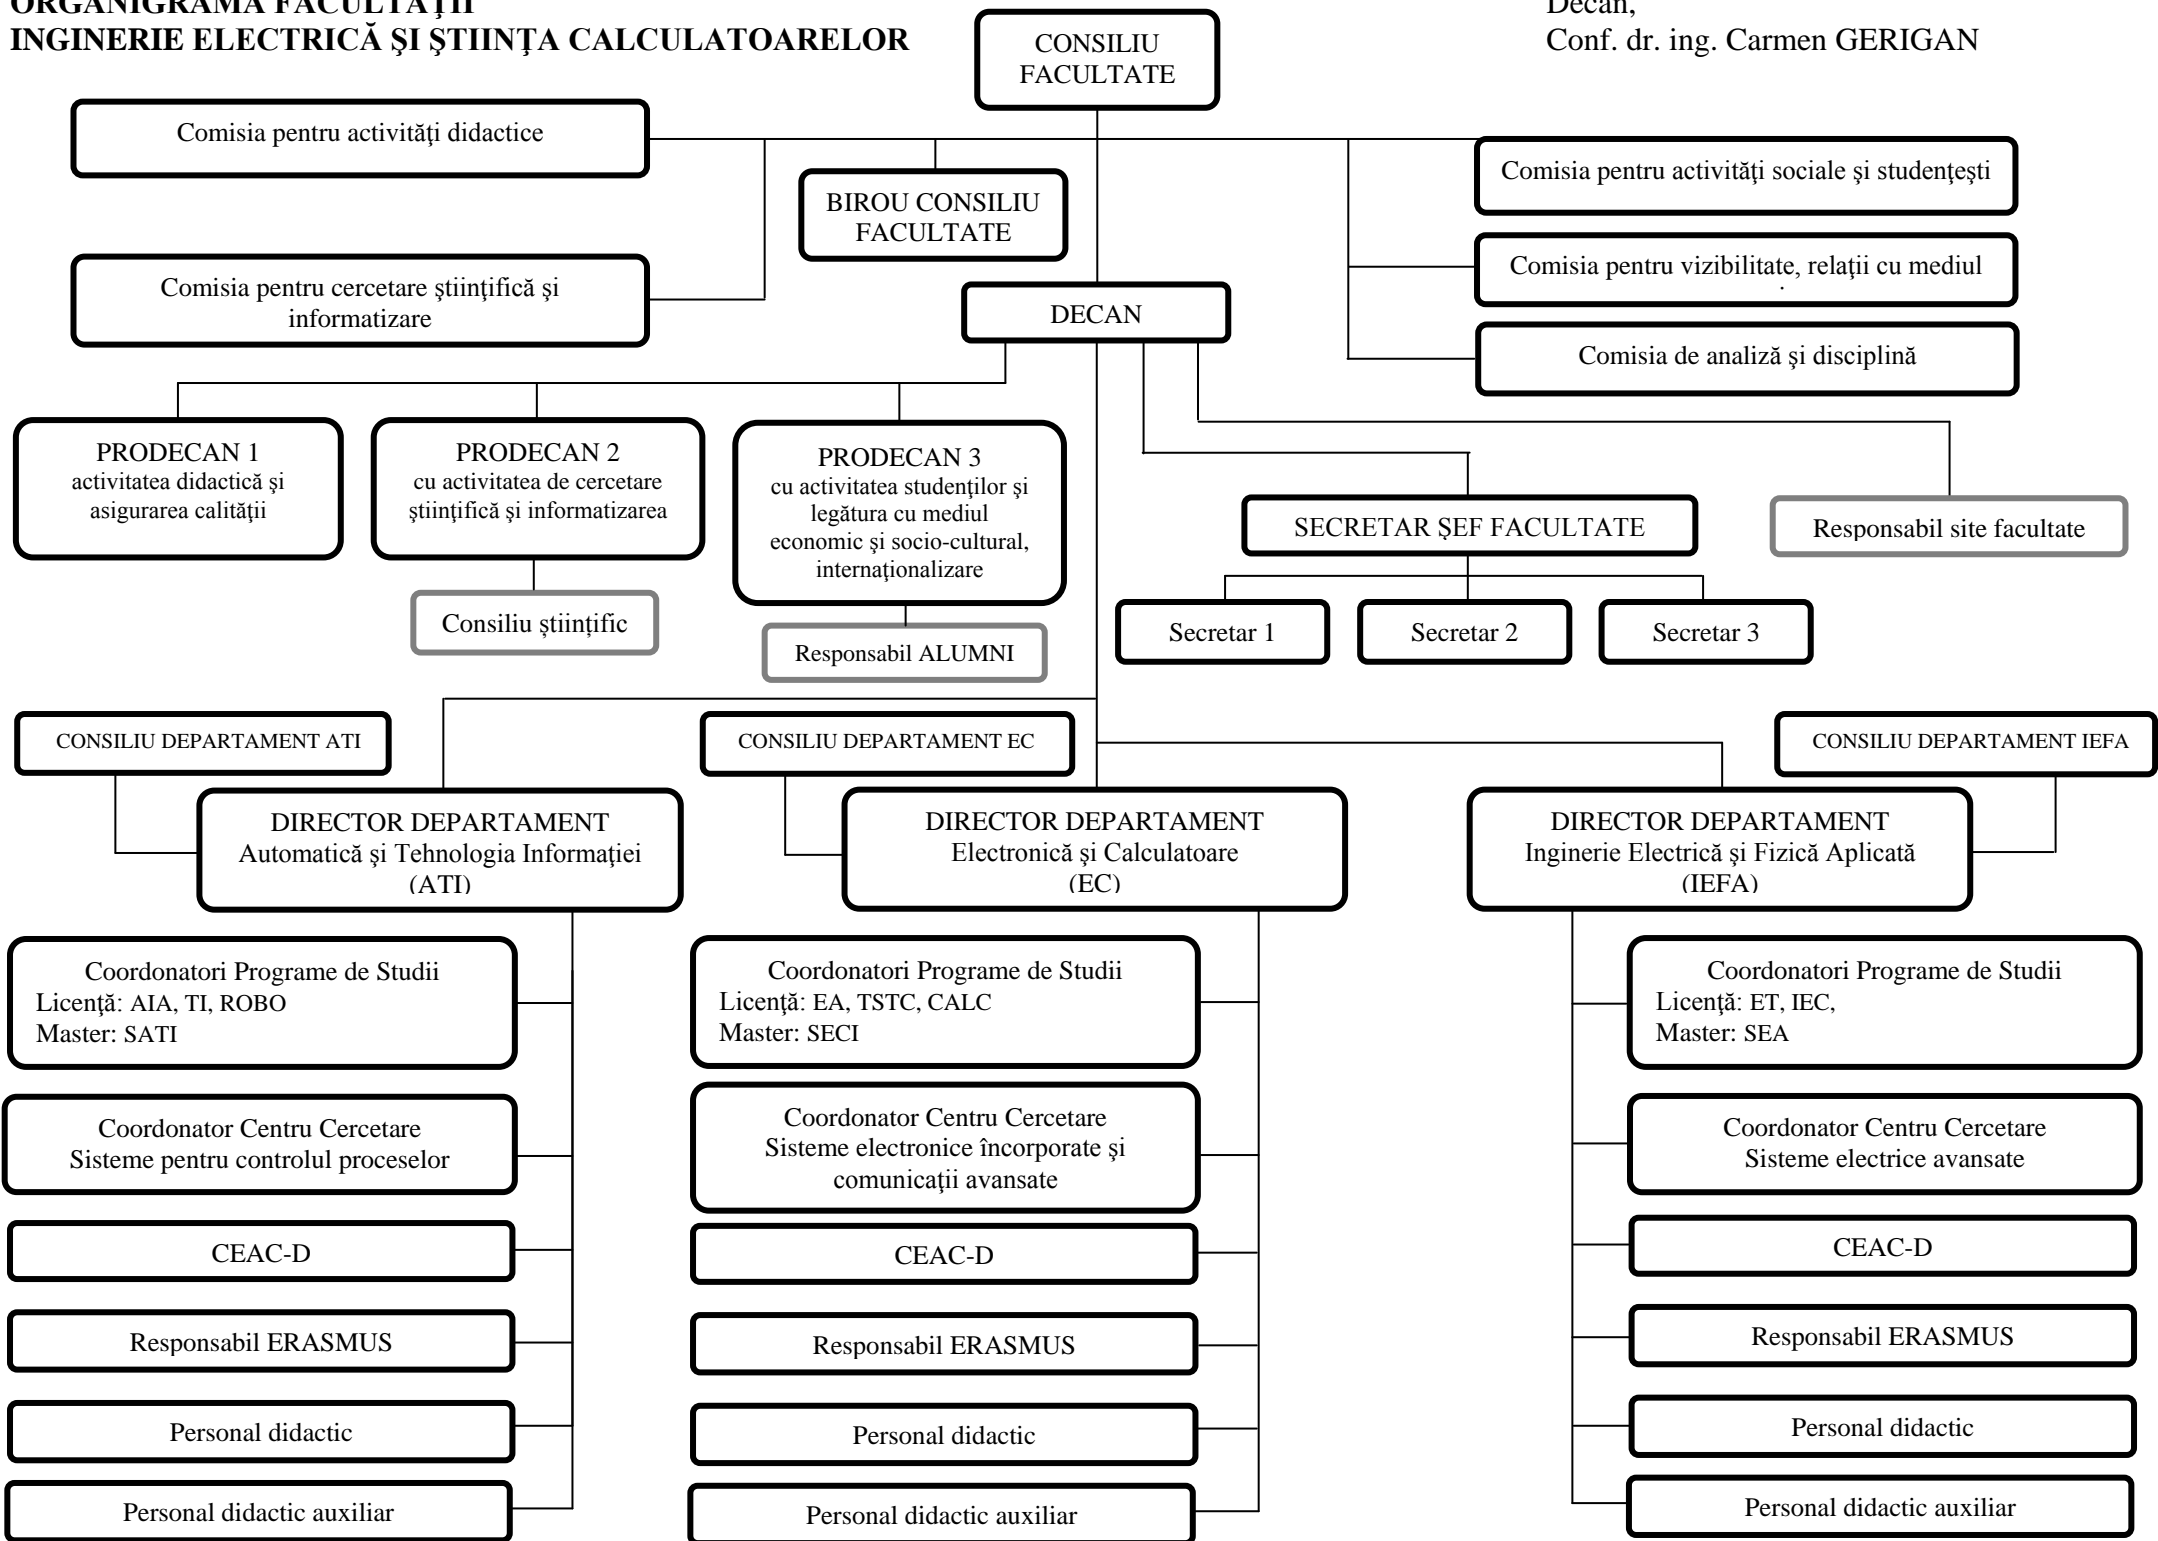 ORGANIGRAMA FACULTĂŢII
INGINERIE ELECTRICĂ ŞI ŞTIINŢA CALCULATOARELOR
Decan,
Conf. dr. ing. Carmen GERIGAN
CONSILIU
FACULTATE
Comisia pentru activităţi didactice
BIROU CONSILIU
FACULTATE
Comisia pentru activităţi sociale şi studenţeşti
Comisia pentru cercetare ştiinţifică şi
informatizare
Comisia pentru vizibilitate, relaţii cu mediul
DECAN
Comisia de analiză şi disciplină
PRODECAN 1
activitatea didactică şi
asigurarea calităţii
PRODECAN 2
cu activitatea de cercetare
ştiinţifică şi informatizarea
PRODECAN 3
cu activitatea studenţilor şi
legătura cu mediul
economic şi socio-cultural,
internaţionalizare
SECRETAR ŞEF FACULTATE
Responsabil site facultate
Consiliu științific
Responsabil ALUMNI
Secretar 1
Secretar 2
Secretar 3
CONSILIU DEPARTAMENT ATI
CONSILIU DEPARTAMENT EC
CONSILIU DEPARTAMENT IEFA
DIRECTOR DEPARTAMENT
Automatică şi Tehnologia Informaţiei
(ATI)
DIRECTOR DEPARTAMENT
Electronică şi Calculatoare
(EC)
DIRECTOR DEPARTAMENT
Inginerie Electrică şi Fizică Aplicată
(IEFA)
Coordonatori Programe de Studii
Licenţă: AIA, TI, ROBO
Master: SATI
Coordonatori Programe de Studii
Licenţă: EA, TSTC, CALC
Master: SECI
Coordonatori Programe de Studii
Licenţă: ET, IEC,
Master: SEA
Coordonator Centru Cercetare
Sisteme pentru controlul proceselor
Coordonator Centru Cercetare
Sisteme electronice încorporate şi
comunicaţii avansate
Coordonator Centru Cercetare
Sisteme electrice avansate
CEAC-D
CEAC-D
CEAC-D
Responsabil ERASMUS
Responsabil ERASMUS
Responsabil ERASMUS
Personal didactic
Personal didactic
Personal didactic
Personal didactic auxiliar
Personal didactic auxiliar
Personal didactic auxiliar